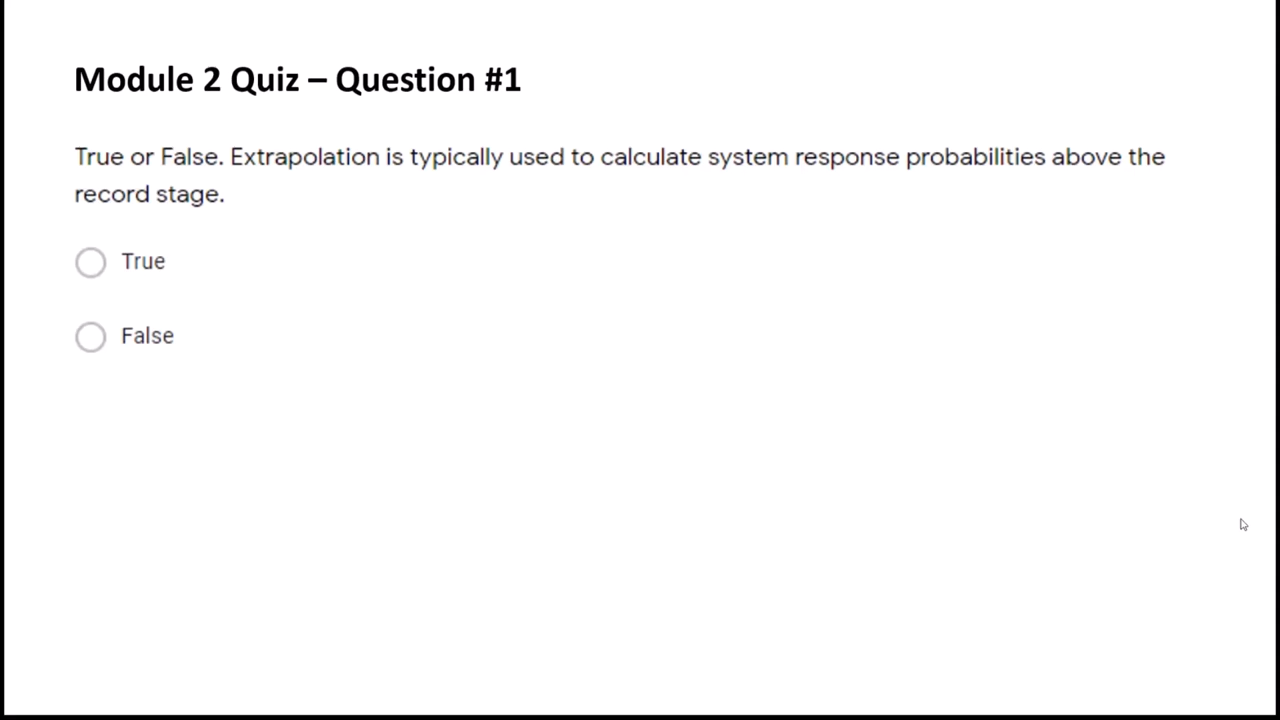 Module 2 Quiz – Question #1
True or False. Extrapolation is typically used to calculate system response probabilities above the
record stage.
True
False